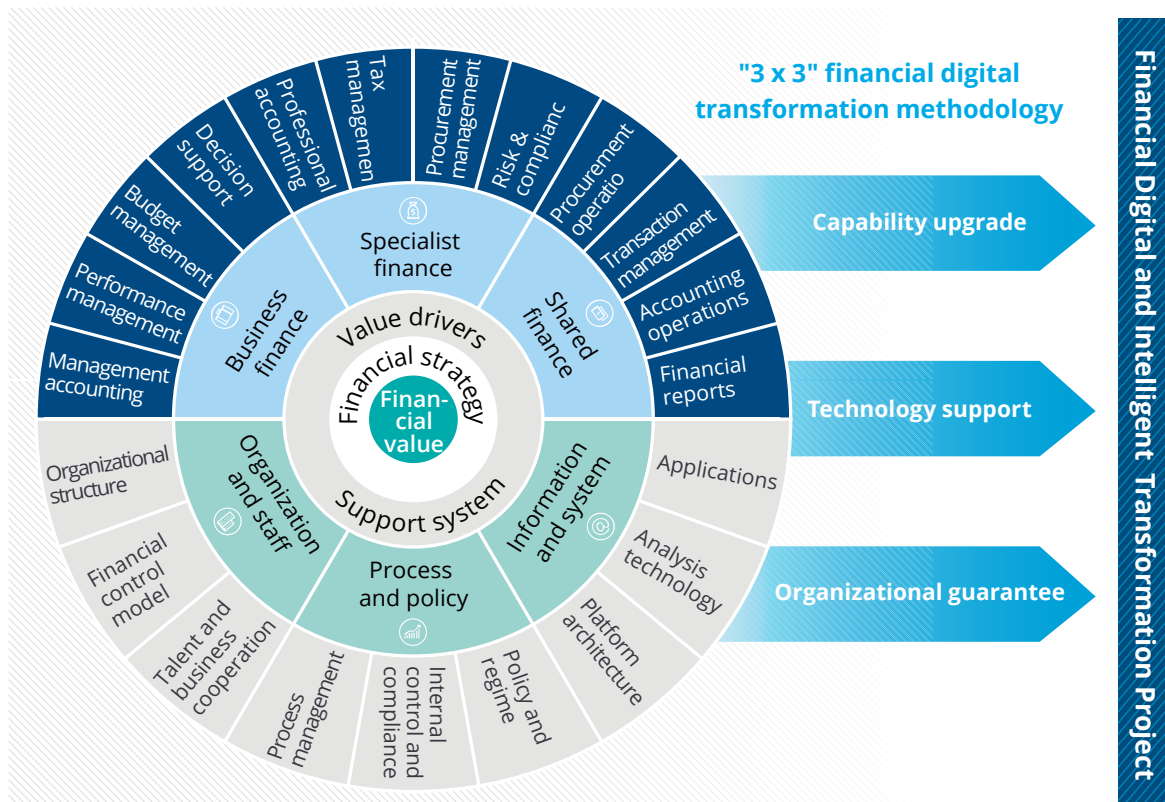 "3 x 3" financial digital
transformation methodology
Capability upgrade
Technology support
Organizational guarantee
Financial Digital and Intelligent Transformation Project
Management
accounting
Performance
management
Budget
management
Decision
support
Professional
accounting
Tax
managemen
Procurement
management
Risk &
complianc
Procurement
operatio
Transaction
management
Accounting
operations
Financial
reports
Business
finance
Specialist
finance
Shared
finance
Value drivers
Financial strategy
Finan-
cial
value
Support system
Organization
and staff
Process
and policy
Information
and system
Organizational
structure
Financial
control
model
Talent and
business
cooperation
Process
management
Internal
control and
compliance
Policy and
regime
Platform
architecture
Analysis
technology
Applications